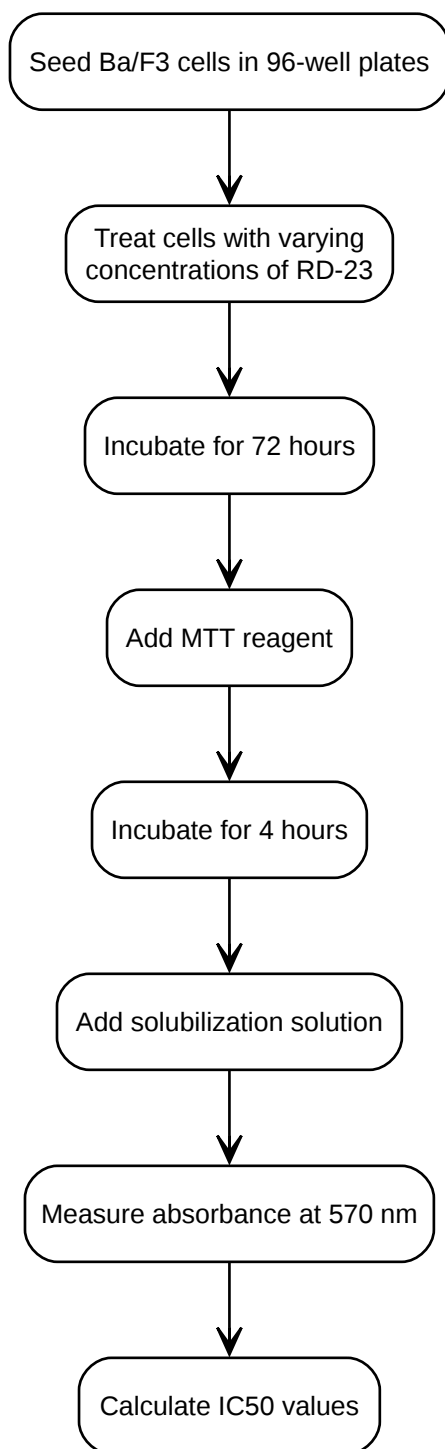 Seed Ba/F3 cells in 96-well plates
Treat cells with varying
concentrations of RD-23
Incubate for 72 hours
Add MTT reagent
Incubate for 4 hours
Add solubilization solution
Measure absorbance at 570 nm
Calculate IC50 values